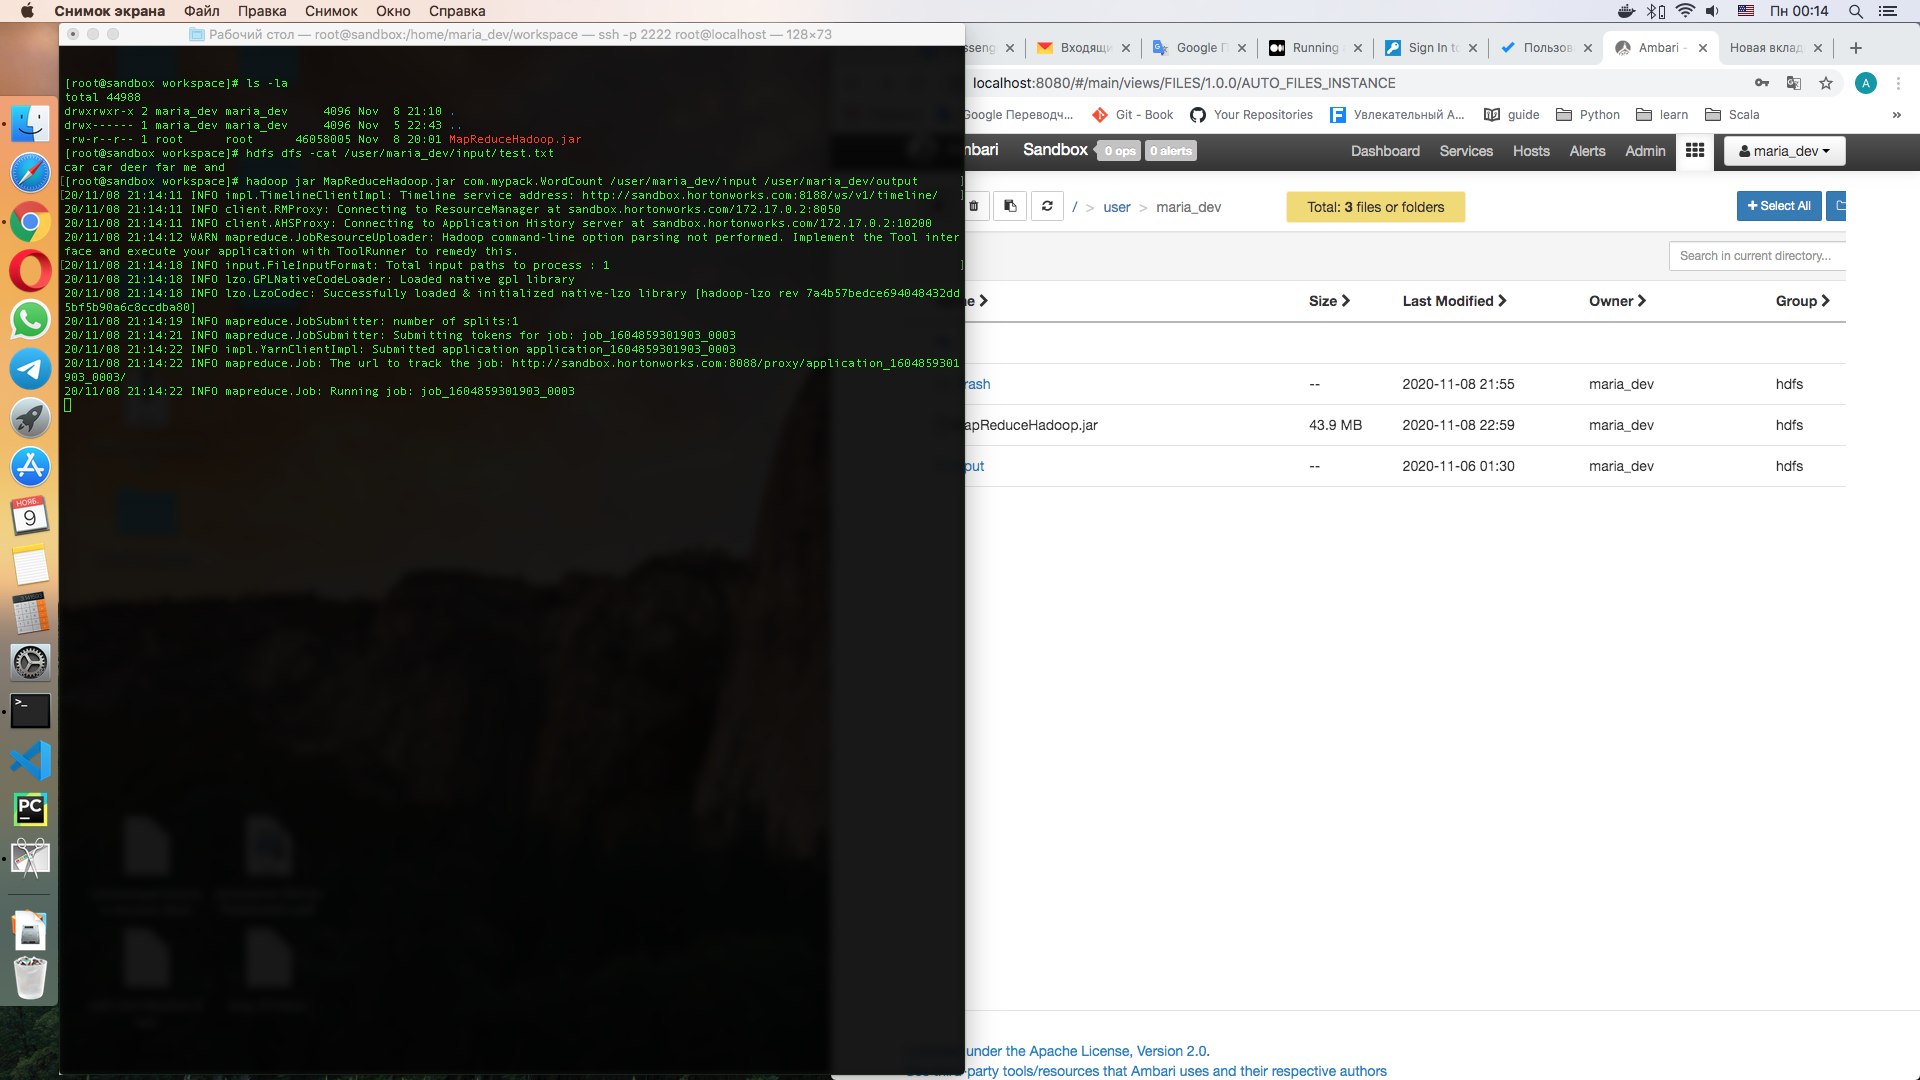 Снимок экрана Файл Правка Снимок Окно Справка
Пн 00:14
Рабочий стол — root@sandbox:/home/maria_dev/workspace — ssh -p 2222 root@localhost — 128×73
[root@sandbox workspace]# ls -la
total 44988
drwxrwxr-x 2 maria_dev maria_dev 4096 Nov 8 21:10 .
drwx------ 1 maria_dev maria_dev 4096 Nov 5 22:43 ..
-rw-r--r-- 1 root root 46058005 Nov 8 20:01 MapReduceHadoop.jar
[root@sandbox workspace]# hdfs dfs -cat /user/maria_dev/input/test.txt
car car deer far me and
[[root@sandbox workspace]# hadoop jar MapReduceHadoop.jar com.mypack.WordCount /user/maria_dev/input /user/maria_dev/output ]
[20/11/08 21:14:11 INFO impl.TimelineClientImpl: Timeline service address: http://sandbox.hortonworks.com:8188/ws/v1/timeline/ ]
20/11/08 21:14:11 INFO client.RMProxy: Connecting to ResourceManager at sandbox.hortonworks.com/172.17.0.2:8050
20/11/08 21:14:11 INFO client.AHSProxy: Connecting to Application History server at sandbox.hortonworks.com/172.17.0.2:10200
20/11/08 21:14:12 WARN mapreduce.JobResourceUploader: Hadoop command-line option parsing not performed. Implement the Tool inter
face and execute your application with ToolRunner to remedy this.
[20/11/08 21:14:18 INFO input.FileInputFormat: Total input paths to process : 1 ]
20/11/08 21:14:18 INFO lzo.GPLNativeCodeLoader: Loaded native gpl library
20/11/08 21:14:18 INFO lzo.LzoCodec: Successfully loaded & initialized native-lzo library [hadoop-lzo rev 7a4b57bedce694048432dd
5bf5b90a6c8ccdba80]
20/11/08 21:14:19 INFO mapreduce.JobSubmitter: number of splits:1
20/11/08 21:14:21 INFO mapreduce.JobSubmitter: Submitting tokens for job: job_1604859301903_0003
20/11/08 21:14:22 INFO impl.YarnClientImpl: Submitted application application_1604859301903_0003
20/11/08 21:14:22 INFO mapreduce.Job: The url to track the job: http://sandbox.hortonworks.com:8088/proxy/application_1604859301
903_0003/
20/11/08 21:14:22 INFO mapreduce.Job: Running job: job_1604859301903_0003
sseng Входящи Google П Running Sign In to Пользов Ambari - Новая вклад
localhost:8080/#/main/views/FILES/1.0.0/AUTO_FILES_INSTANCE
A
Google Переводч... Git - Book Your Repositories Увлекательный A... guide Python learn Scala »
mbari Sandbox 0 ops 0 alerts Dashboard Services Hosts Alerts Admin maria_dev
/ > user > maria_dev Total: 3 files or folders + Select All
Search in current directory...
e Size Last Modified Owner Group
rash -- 2020-11-08 21:55 maria_dev hdfs
apReduceHadoop.jar 43.9 MB 2020-11-08 22:59 maria_dev hdfs
put -- 2020-11-06 01:30 maria_dev hdfs
НОЯБ.
9
PC
under the Apache License, Version 2.0.
-party tools/resources that Ambari uses and their respective authors